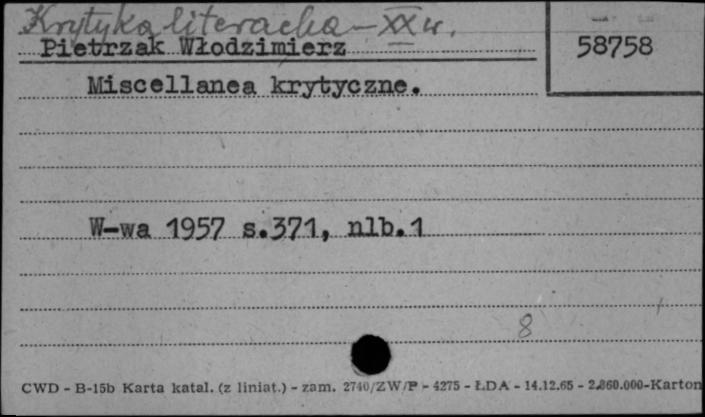 Krytyka literacka – XX w.
Pietrzak Włodzimierz
58758
Miscellanea krytyczne.
W-wa 1957 s.371, nlb.1
8
CWD - B-15b Karta katal. (z liniat.) - zam. 2740/ZW/P - 4275 - ŁDA - 14.12.65 - 2.860.000-Karton